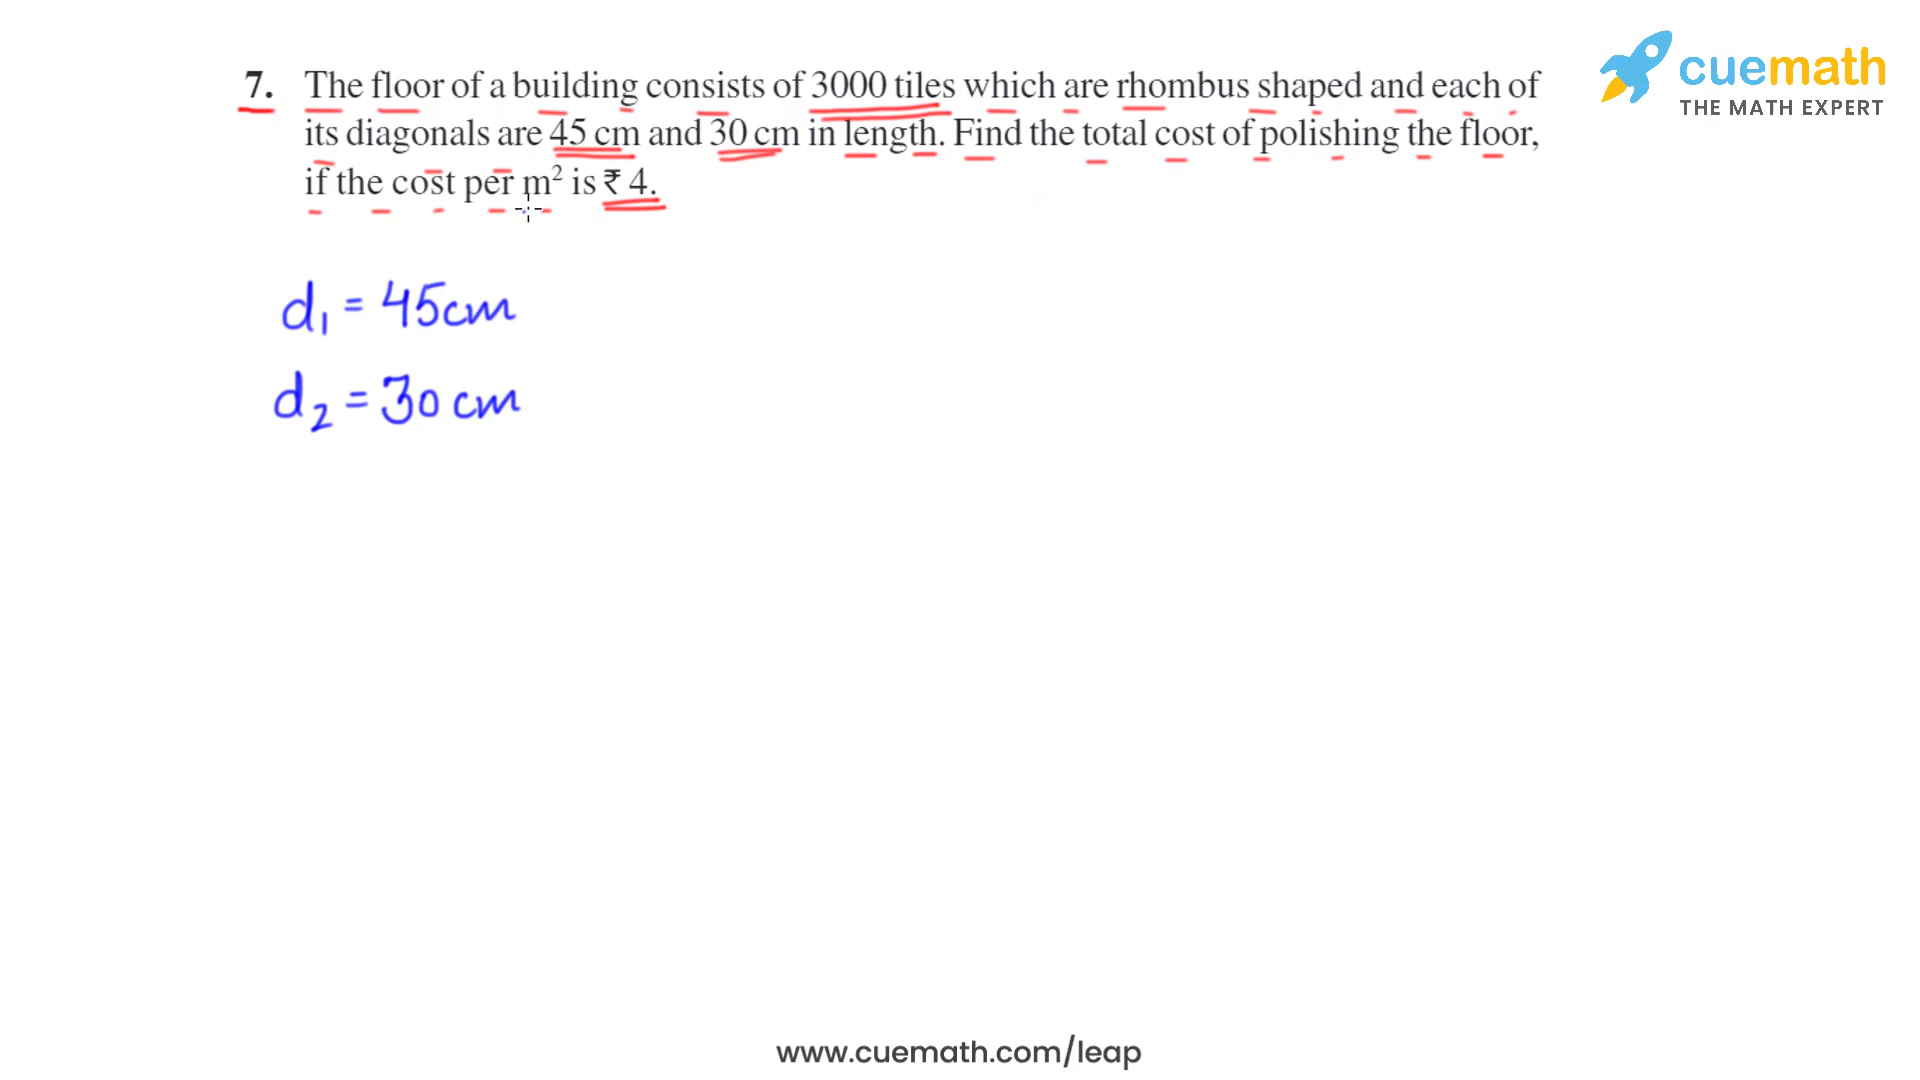 7. The floor of a building consists of 3000 tiles which are rhombus shaped and each of
its diagonals are 45 cm and 30 cm in length. Find the total cost of polishing the floor,
if the cost per m² is ₹ 4.
cuemath
THE MATH EXPERT
d₁ = 45cm
d₂ = 30 cm
www.cuemath.com/leap